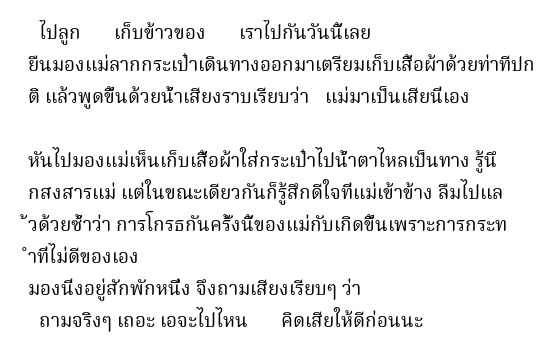 ไปลูก เก็บข้าวของ เราไปกันวันนี้เลย
ยืนมองแม่ลากกระเป๋าเดินทางออกมาเตรียมเก็บเสื้อผ้าด้วยท่าทีปก
ติ แล้วพูดขึ้นด้วยน้ำเสียงราบเรียบว่า แม่มาเป็นเสียนีเอง
หันไปมองแม่เห็นเก็บเสื้อผ้าใส่กระเป๋าไปน้ำตาไหลเป็นทาง รู้นึ
กสงสารแม่ แต่ในขณะเดียวกันก็รู้สึกดีใจที่แม่เข้าข้าง ลืมไปแล
้วด้วยซ้ำว่า การโกรธกันครั้งนี้ของแม่กับเกิดขึ้นเพราะการกระท
ำที่ไม่ดีของเอง
มองนิ่งอยู่สักพักหนึ่ง จึงถามเสียงเรียบๆ ว่า
ถามจริงๆ เถอะ เอจะไปไหน คิดเสียให้ดีก่อนนะ